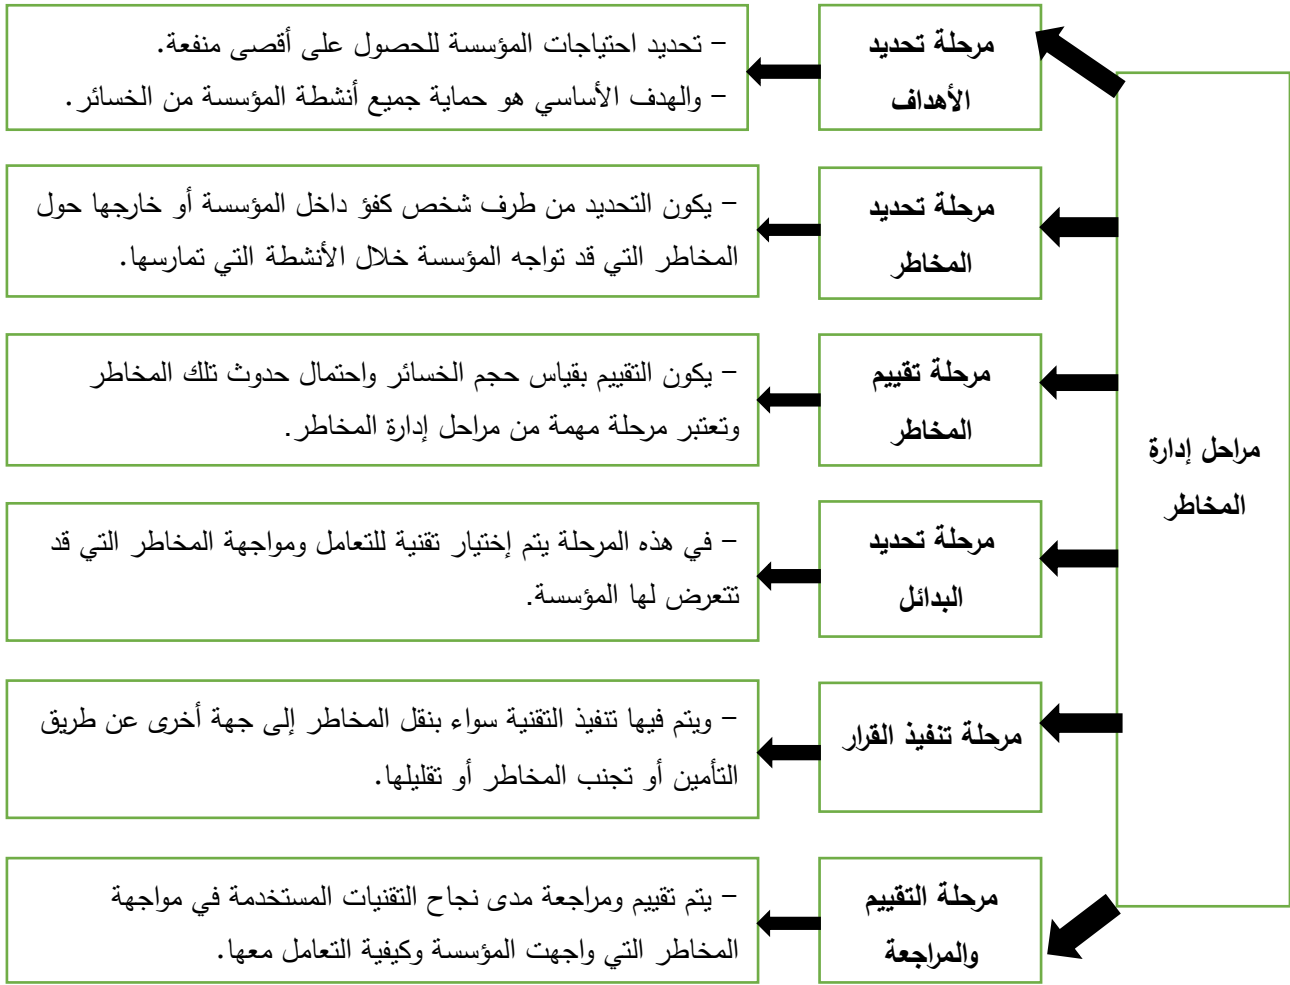 مراحل إدارة
المخاطر
مرحلة تحديد
الأهداف
- تحديد احتياجات المؤسسة للحصول على أقصى منفعة.
- والهدف الأساسي هو حماية جميع أنشطة المؤسسة من الخسائر.
مرحلة تحديد
المخاطر
- يكون التحديد من طرف شخص كفؤ داخل المؤسسة أو خارجها حول
المخاطر التي قد تواجه المؤسسة خلال الأنشطة التي تمارسها.
مرحلة تقييم
المخاطر
- يكون التقييم بقياس حجم الخسائر واحتمال حدوث تلك المخاطر
وتعتبر مرحلة مهمة من مراحل إدارة المخاطر.
مرحلة تحديد
البدائل
- في هذه المرحلة يتم إختيار تقنية للتعامل ومواجهة المخاطر التي قد
تتعرض لها المؤسسة.
مرحلة تنفيذ القرار
- ويتم فيها تنفيذ التقنية سواء بنقل المخاطر إلى جهة أخرى عن طريق
التأمين أو تجنب المخاطر أو تقليلها.
مرحلة التقييم
والمراجعة
- يتم تقييم ومراجعة مدى نجاح التقنيات المستخدمة في مواجهة
المخاطر التي واجهت المؤسسة وكيفية التعامل معها.